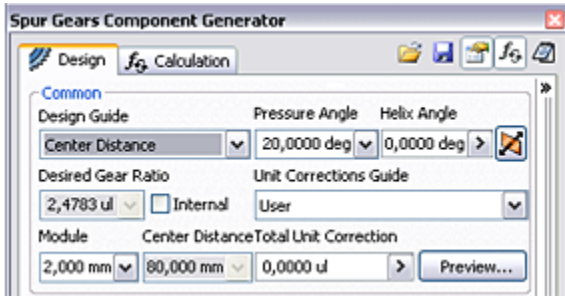 Spur Gears Component Generator
Design fG Calculation
Common
Design Guide Pressure Angle Helix Angle
Center Distance 20,0000 deg 0,0000 deg >
Desired Gear Ratio Unit Corrections Guide
2,4783 ul Internal User
Module Center Distance Total Unit Correction
2,000 mm 80,000 mm 0,0000 ul > Preview...